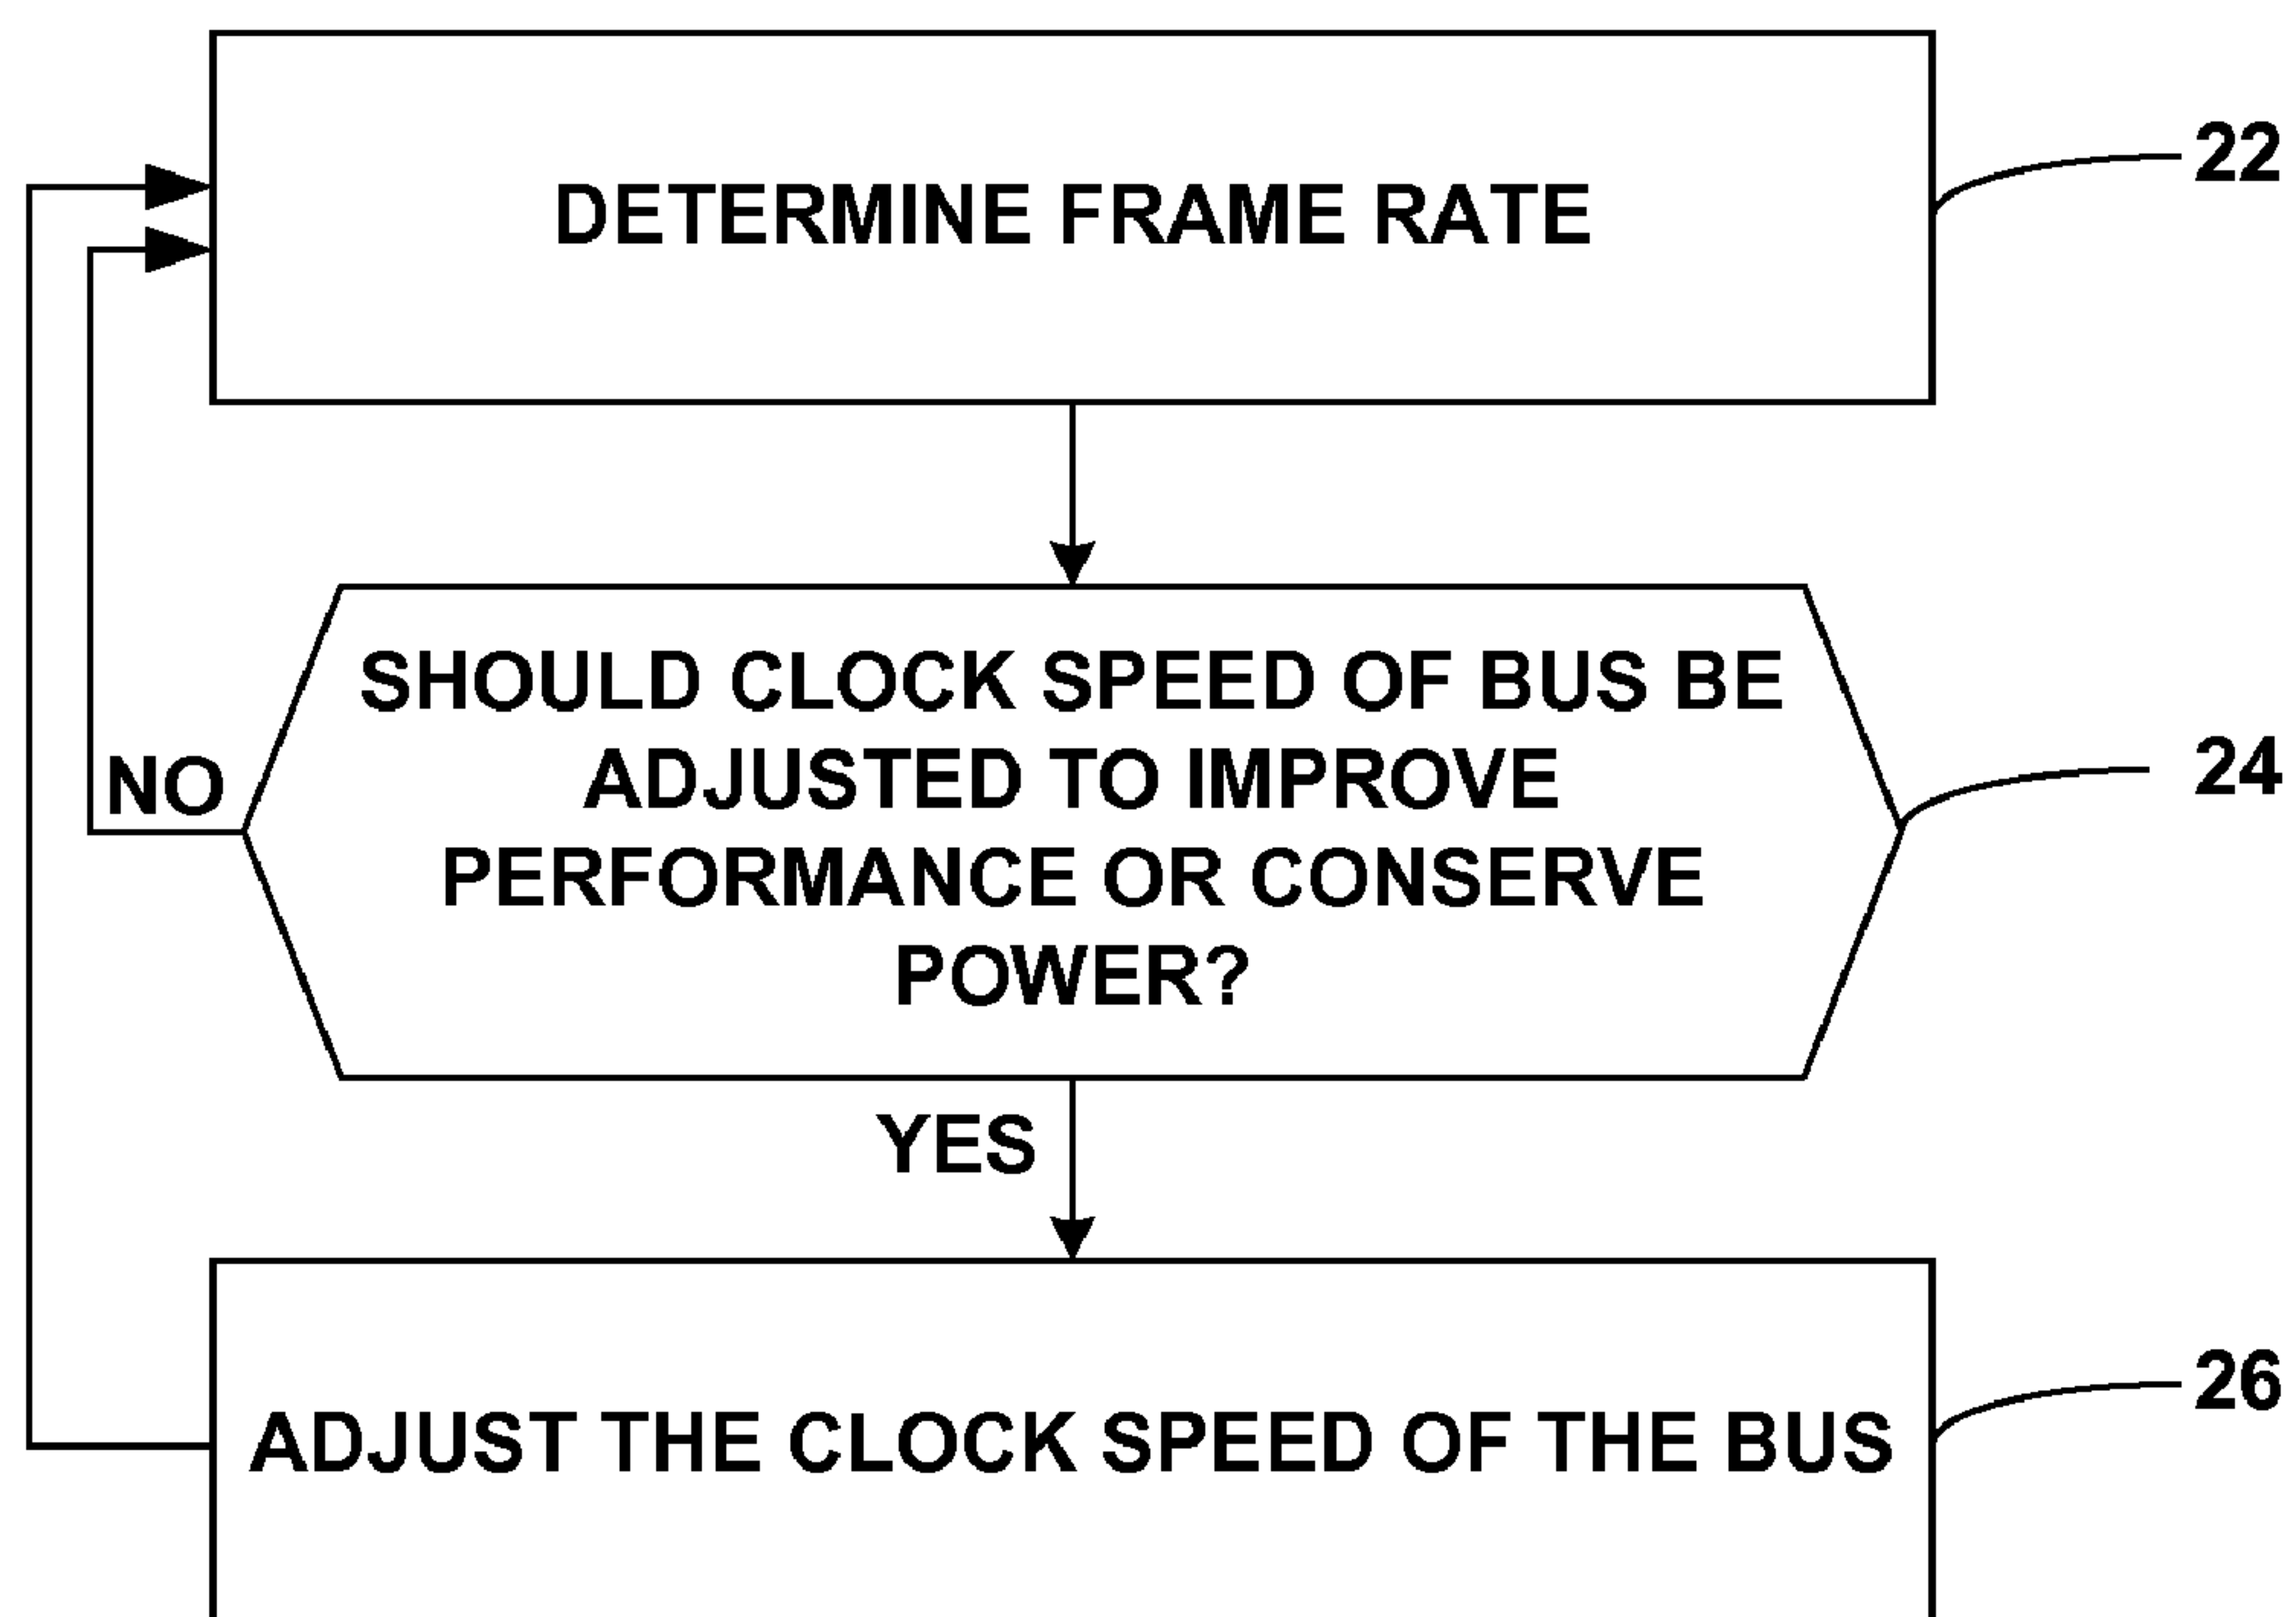 DETERMINE FRAME RATE
22
SHOULD CLOCK SPEED OF BUS BE
ADJUSTED TO IMPROVE
PERFORMANCE OR CONSERVE
POWER?
24
NO
YES
ADJUST THE CLOCK SPEED OF THE BUS
26